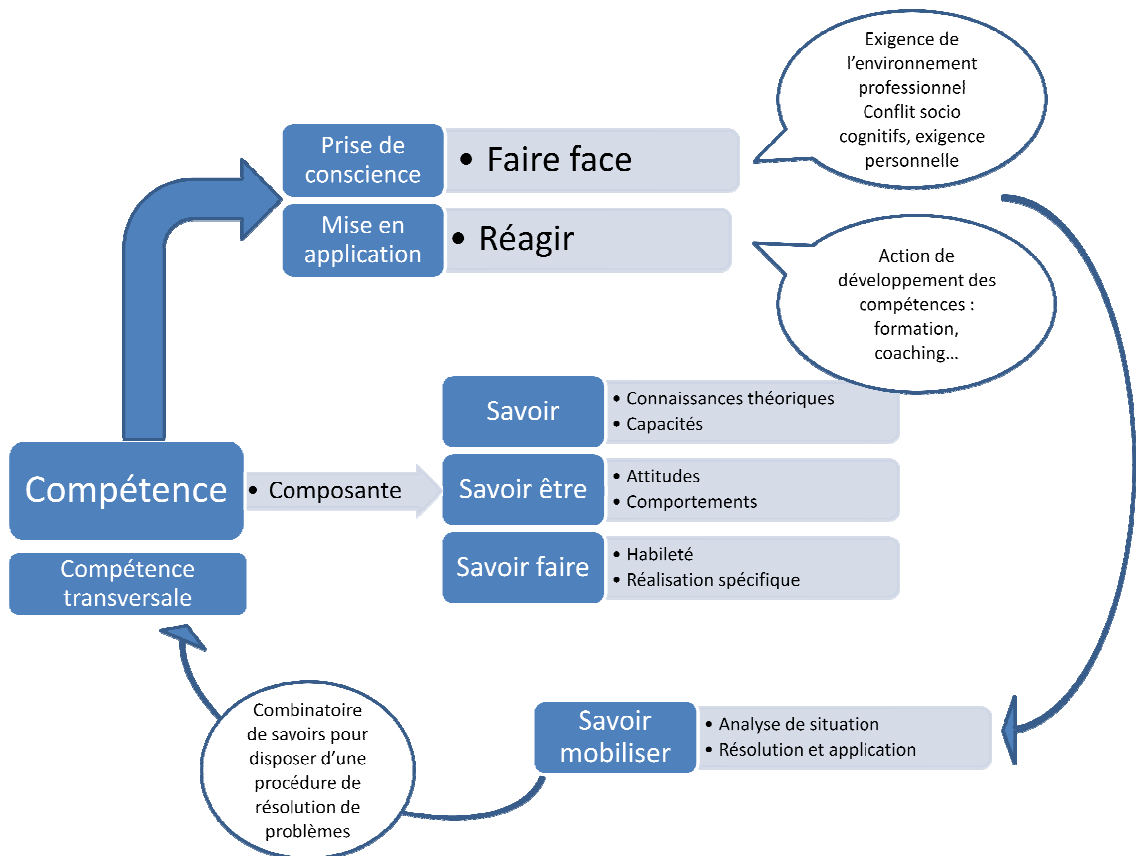 Exigence de
l'environnement
professionnel
Conflit socio
cognitifs, exigence
personnelle
Prise de
conscience
• Faire face
Mise en
application
• Réagir
Action de
développement des
compétences :
formation,
coaching…
Savoir
• Connaissances théoriques
• Capacités
Compétence
• Composante
Savoir être
• Attitudes
• Comportements
Savoir faire
• Habileté
• Réalisation spécifique
Compétence
transversale
Combinatoire
de savoirs pour
disposer d'une
procédure de
résolution de
problèmes
Savoir
mobiliser
• Analyse de situation
• Résolution et application